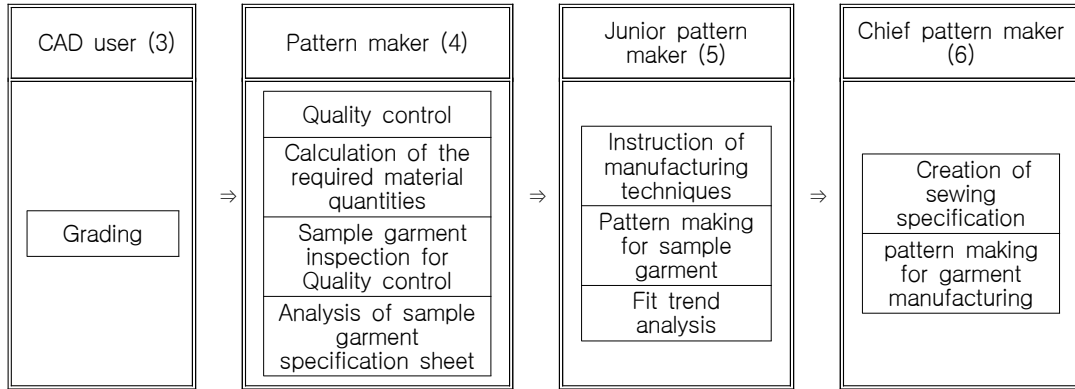 CAD user (3)
Pattern maker (4)
Junior pattern
maker (5)
Chief pattern maker
(6)
Grading
⇒
Quality control
Calculation of the
required material
quantities
Sample garment
inspection for
Quality control
Analysis of sample
garment
specification sheet
⇒
Instruction of
manufacturing
techniques
Pattern making
for sample
garment
Fit trend
analysis
⇒
Creation of
sewing
specification
pattern making
for garment
manufacturing